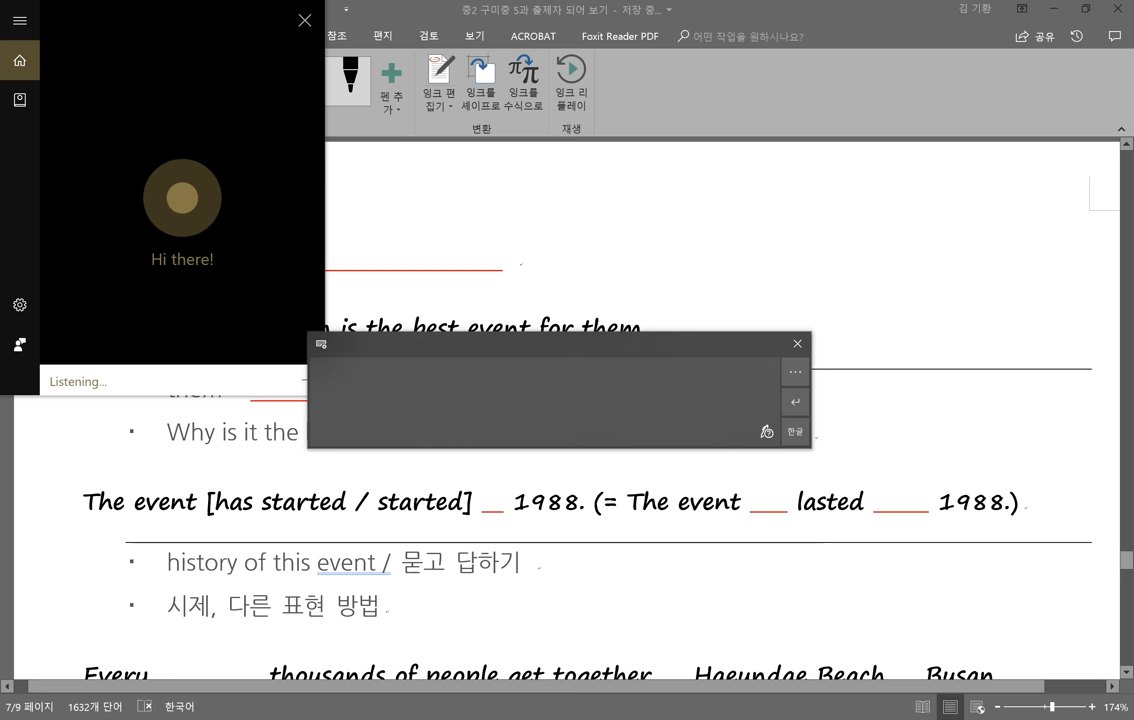 중2 구미중 5과 출제자 되어 보기 - 저장 중...
김 기환
참조 편지 검토 보기 ACROBAT Foxit Reader PDF 어떤 작업을 원하시나요? 공유
펜 추가
잉크 편집기
잉크를 셰이프로
잉크를 수식으로
잉크 리플레이
변환 재생
Hi there!
Listening...
is the best event for them
them
Why is it the
한글
The event [has started / started] __ 1988. (= The event ___ lasted ____ 1988.)
history of this event / 묻고 답하기
시제, 다른 표현 방법
Every thousands of people get together Haeundae Beach Busan
7/9 페이지 1632개 단어 한국어 174%